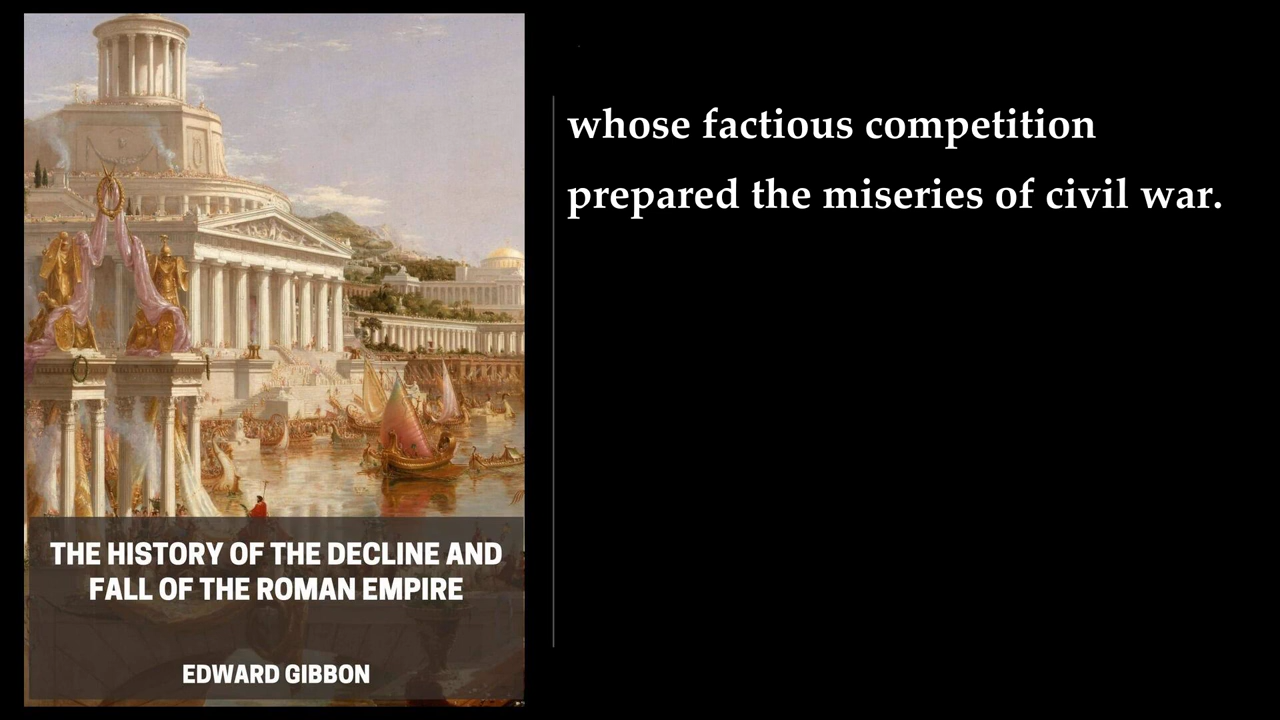 whose factious competition
prepared the miseries of civil war.
THE HISTORY OF THE DECLINE AND
FALL OF THE ROMAN EMPIRE
EDWARD GIBBON